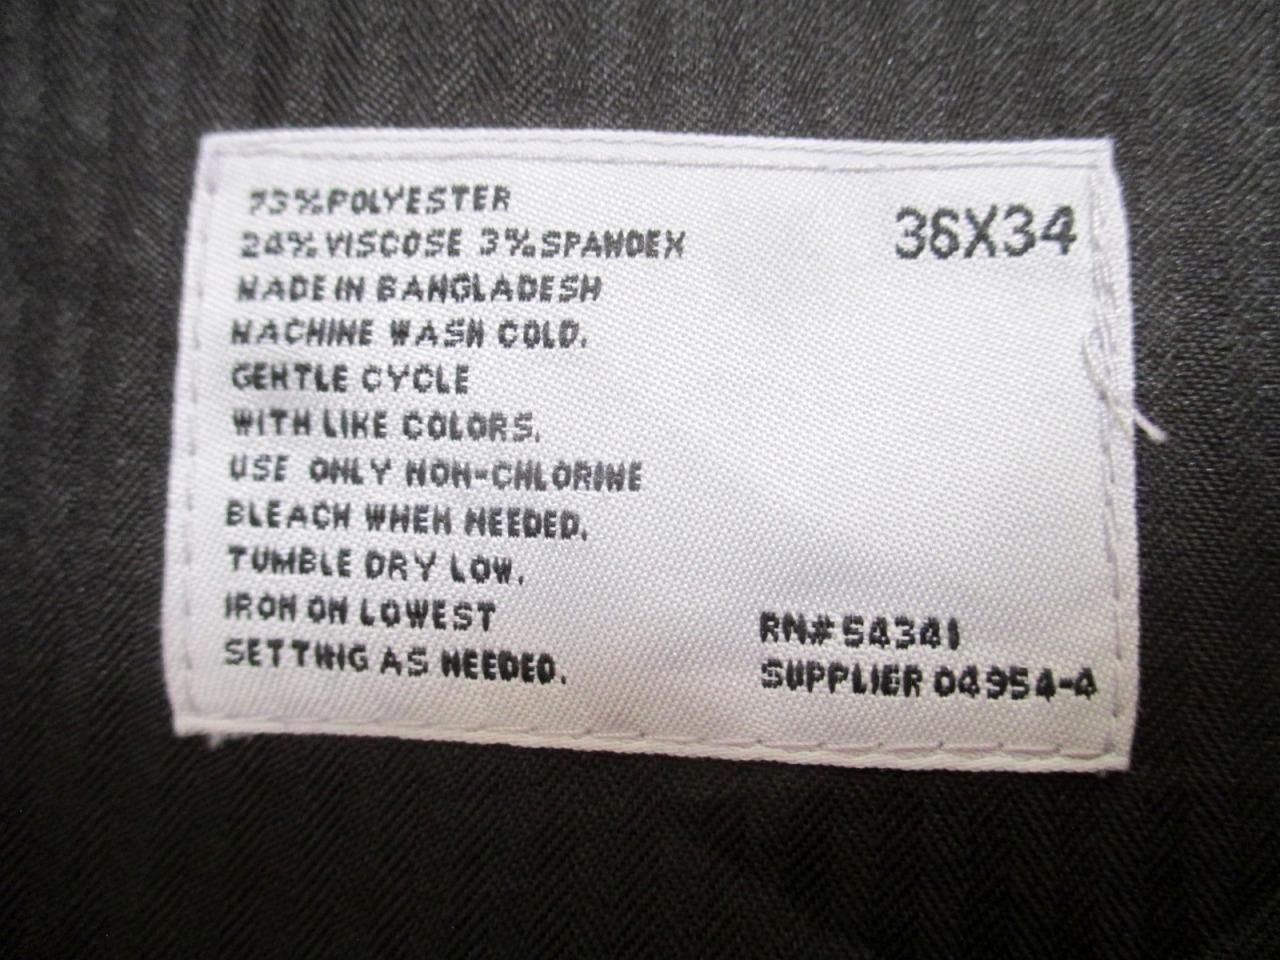 73%POLYESTER
24%VISCOSE 3%SPANDEX
MADE IN BANGLADESH
MACHINE WASH COLD.
GENTLE CYCLE
WITH LIKE COLORS.
USE ONLY NON-CHLORINE
BLEACH WHEN NEEDED.
TUMBLE DRY LOW.
IRON ON LOWEST
SETTING AS NEEDED.
36X34
RN# 54341
SUPPLIER 04954-4